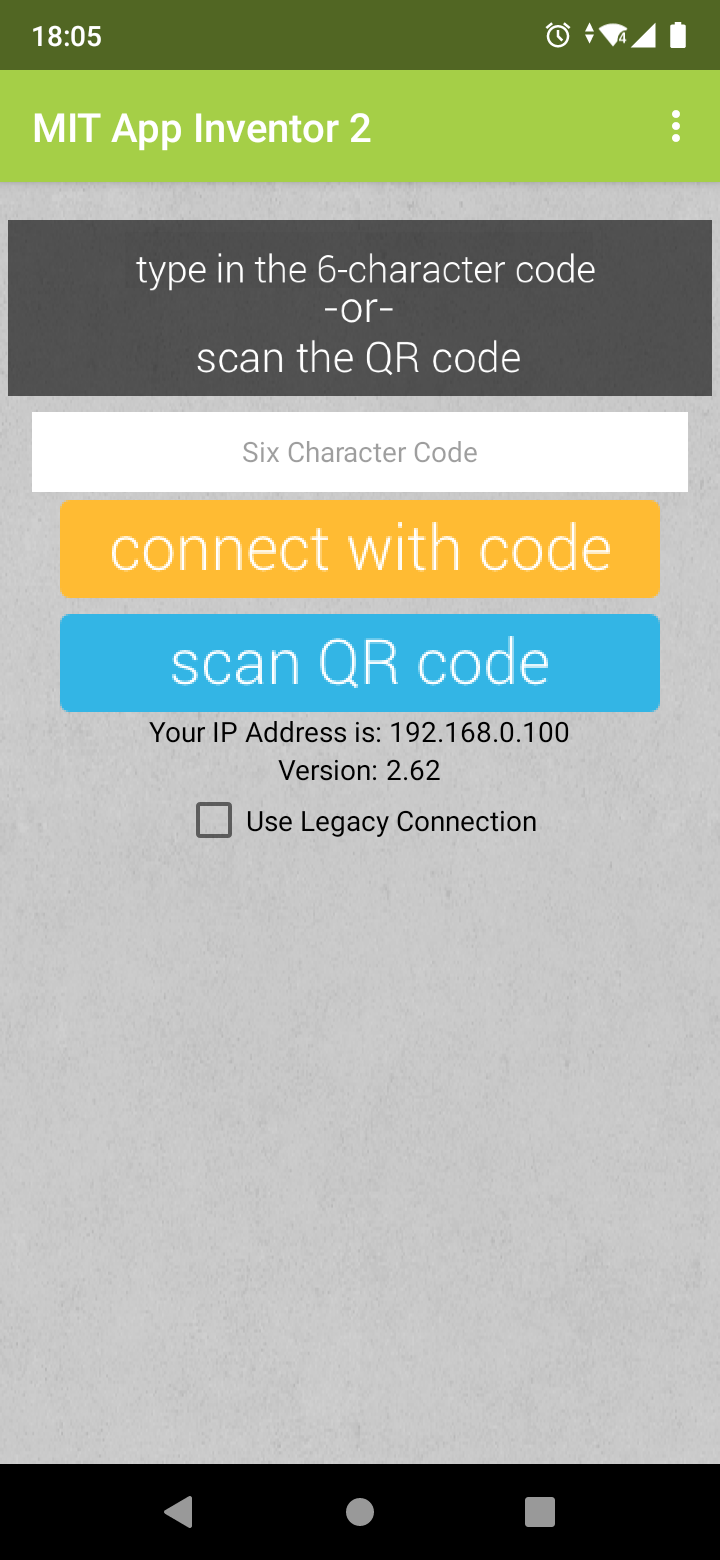 18:05
4
MIT App Inventor 2
type in the 6-character code
-or-
scan the QR code
Six Character Code
connect with code
scan QR code
Your IP Address is: 192.168.0.100
Version: 2.62
Use Legacy Connection